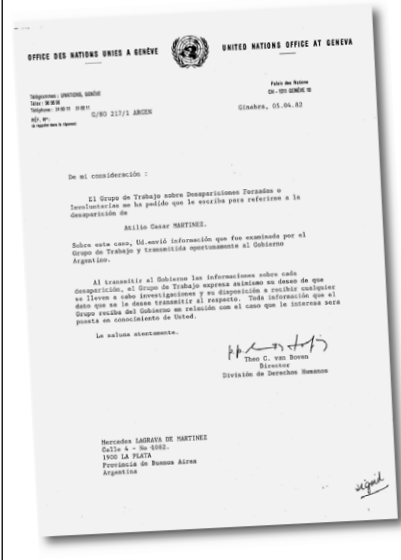 OFFICE DES NATIONS UNIES A GENÈVE
UNITED NATIONS OFFICE AT GENEVA
Télégrammes : UNATIONS, GENÈVE
Téléphone :
RÉF. Nº: G/SO 217/1 ARGEN
Palais des Nations
CH - 1211 GENÈVE 10
Ginebra, 05.04.82
De mi consideración :
El Grupo de Trabajo sobre Desapariciones Forzadas o
Involuntarias me ha pedido que le escriba para referirse a la
desaparición de
Atilio Cesar MARTINEZ.
Sobre este caso, Ud.envió información que fue examinada por el
Grupo de Trabajo y transmitida oportunamente al Gobierno
Argentino.
Al transmitir al Gobierno las informaciones sobre cada
desaparición, el Grupo de Trabajo expresa asimismo su deseo de que
se lleven a cabo investigaciones y su disposición a recibir cualquier
dato que se le desee transmitir al respecto. Toda información que el
Grupo reciba del Gobierno en relación com el caso que le interesa será
puesta en conocimiento de Usted.
Le saluda atentamente.
Theo C. van Boven
Director
División de Derechos Humanos
Mercedes LAGRAVA DE MARTINEZ
Calle 4 - No
1900 LA PLATA
Provincia de Buenos Aires
Argentina